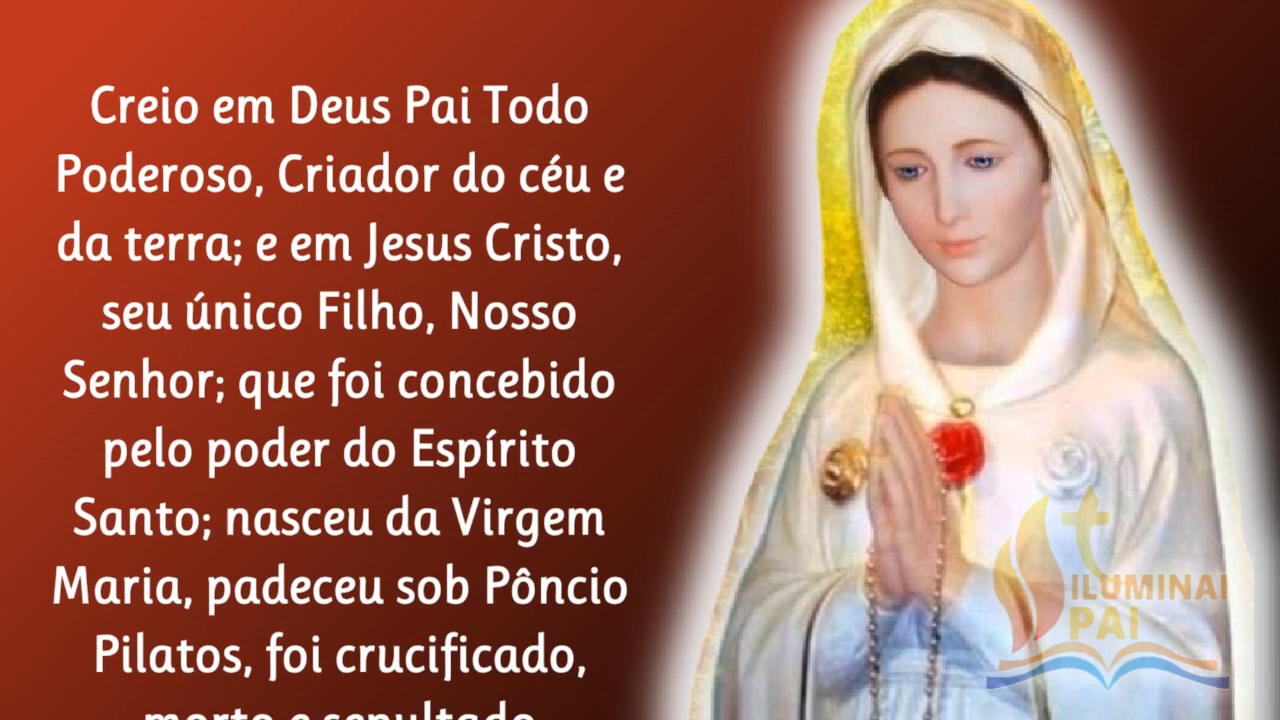 Creio em Deus Pai Todo
Poderoso, Criador do céu e
da terra; e em Jesus Cristo,
seu único Filho, Nosso
Senhor; que foi concebido
pelo poder do Espírito
Santo; nasceu da Virgem
Maria, padeceu sob Pôncio
Pilatos, foi crucificado,
morto e sepultado
ILUMINAI
PAI